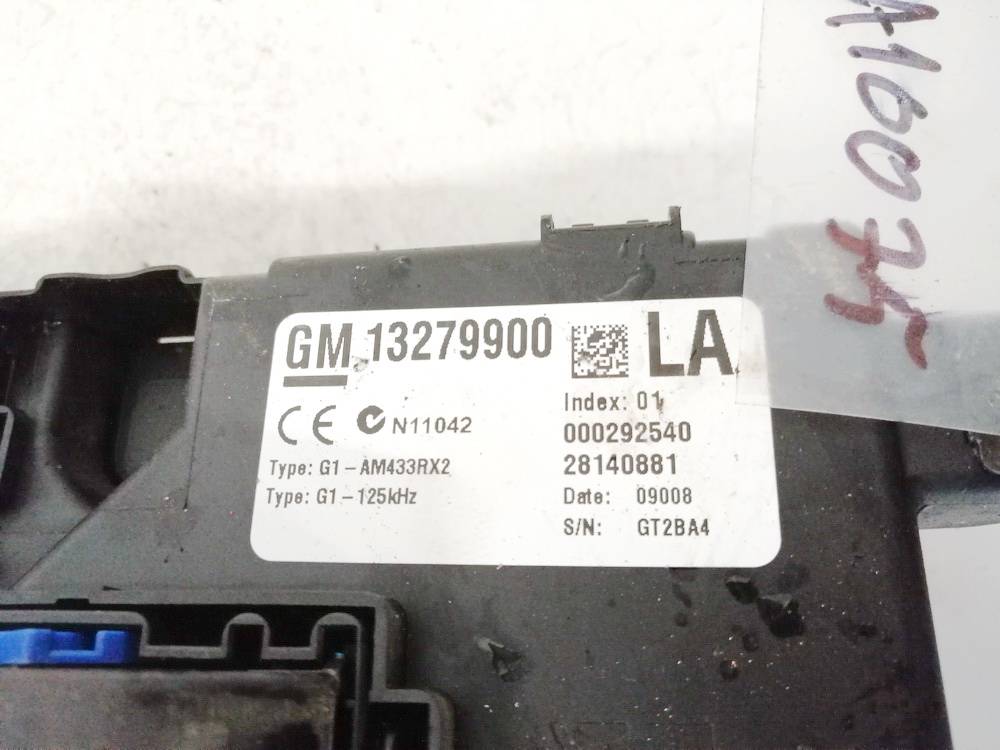 GM 13279900 LA
CE N11042
Type: G1-AM433RX2
Type: G1-125kHz
Index: 01
000292540
28140881
Date: 09008
S/N: GT2BA4